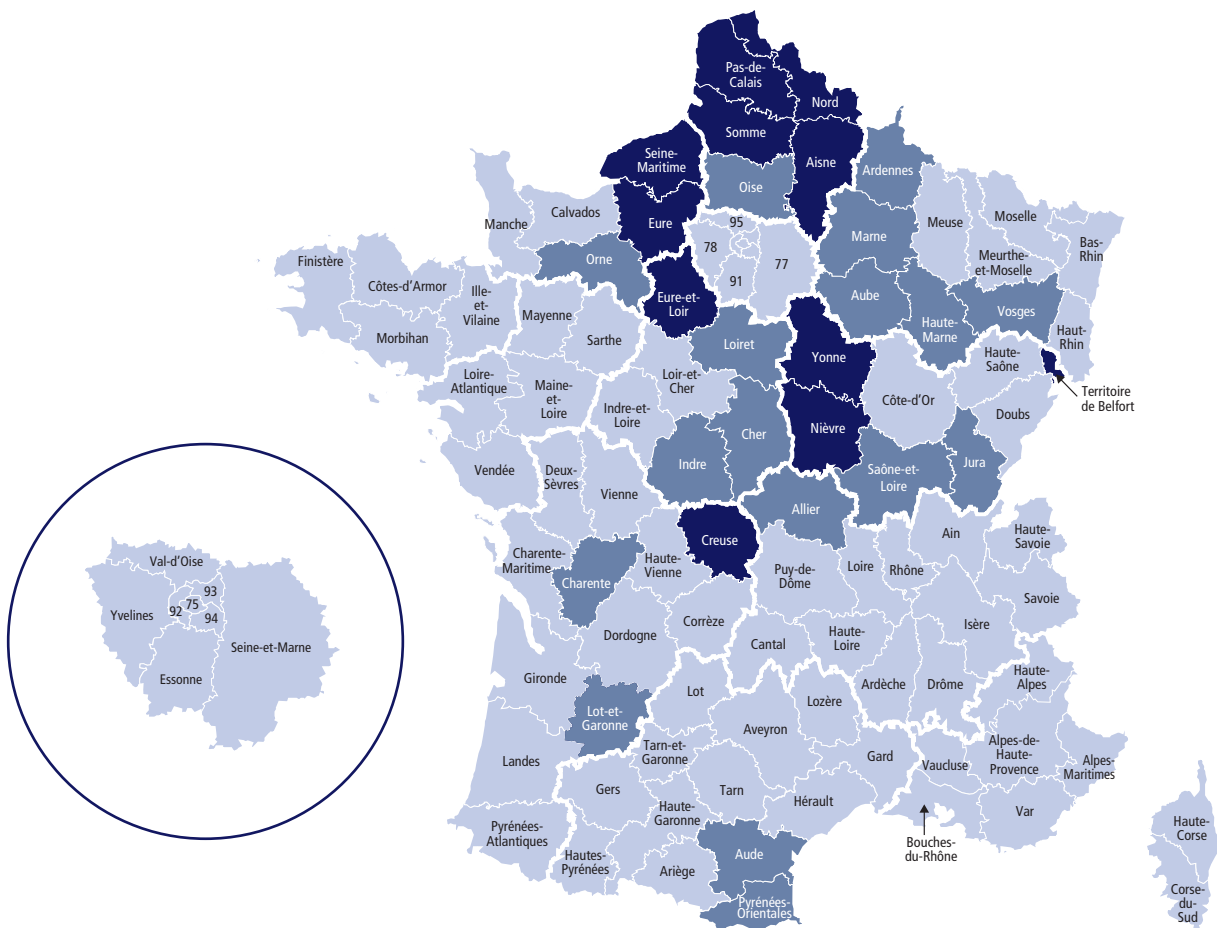 Pas-de-
Calais
Nord
Somme
Seine-
Maritime
Aisne
Ardennes
Oise
Manche
Calvados
Eure
95
78
91
77
Marne
Meuse
Moselle
Meurthe-
et-Moselle
Bas-
Rhin
Finistère
Côtes-d'Armor
Ille-
et-
Vilaine
Morbihan
Orne
Mayenne
Sarthe
Eure-et-
Loir
Aube
Haute-
Marne
Vosges
Haut-
Rhin
Loiret
Yonne
Haute-
Saône
Territoire
de Belfort
Loire-
Atlantique
Maine-
et-
Loire
Loir-et-
Cher
Indre-et-
Loire
Cher
Nièvre
Côte-d'Or
Doubs
Vendée
Deux-
Sèvres
Vienne
Indre
Allier
Saône-et-
Loire
Jura
Creuse
Charente-
Maritime
Charente
Haute-
Vienne
Puy-de-
Dôme
Loire
Rhône
Ain
Haute-
Savoie
Savoie
Isère
Corrèze
Dordogne
Cantal
Haute-
Loire
Ardèche
Drôme
Haute-
Alpes
Gironde
Lot-et-
Garonne
Lot
Aveyron
Lozère
Landes
Tarn-et-
Garonne
Gers
Tarn
Gard
Vaucluse
Alpes-de-
Haute-
Provence
Alpes-
Maritimes
Haute-
Garonne
Hérault
Var
Bouches-
du-Rhône
Pyrénées-
Atlantiques
Hautes-
Pyrénées
Ariège
Aude
Pyrénées-
Orientales
Haute-
Corse
Corse-
du-
Sud
Val-d'Oise
Yvelines
92
75
93
94
Seine-et-Marne
Essonne